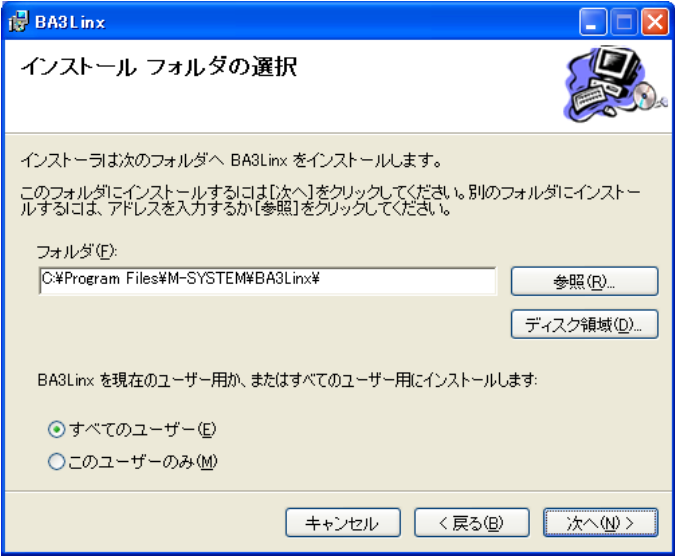 BA3Linx
インストール フォルダの選択
インストーラは次のフォルダへ BA3Linx をインストールします。
このフォルダにインストールするには[次へ]をクリックしてください。別のフォルダにインストー
ルするには、アドレスを入力するか[参照]をクリックしてください。
フォルダ(F):
C:¥Program Files¥M-SYSTEM¥BA3Linx¥
参照(R)...
ディスク領域(D)...
BA3Linx を現在のユーザー用か、またはすべてのユーザー用にインストールします:
すべてのユーザー(E)
このユーザーのみ(M)
キャンセル
< 戻る(B)
次へ(N) >